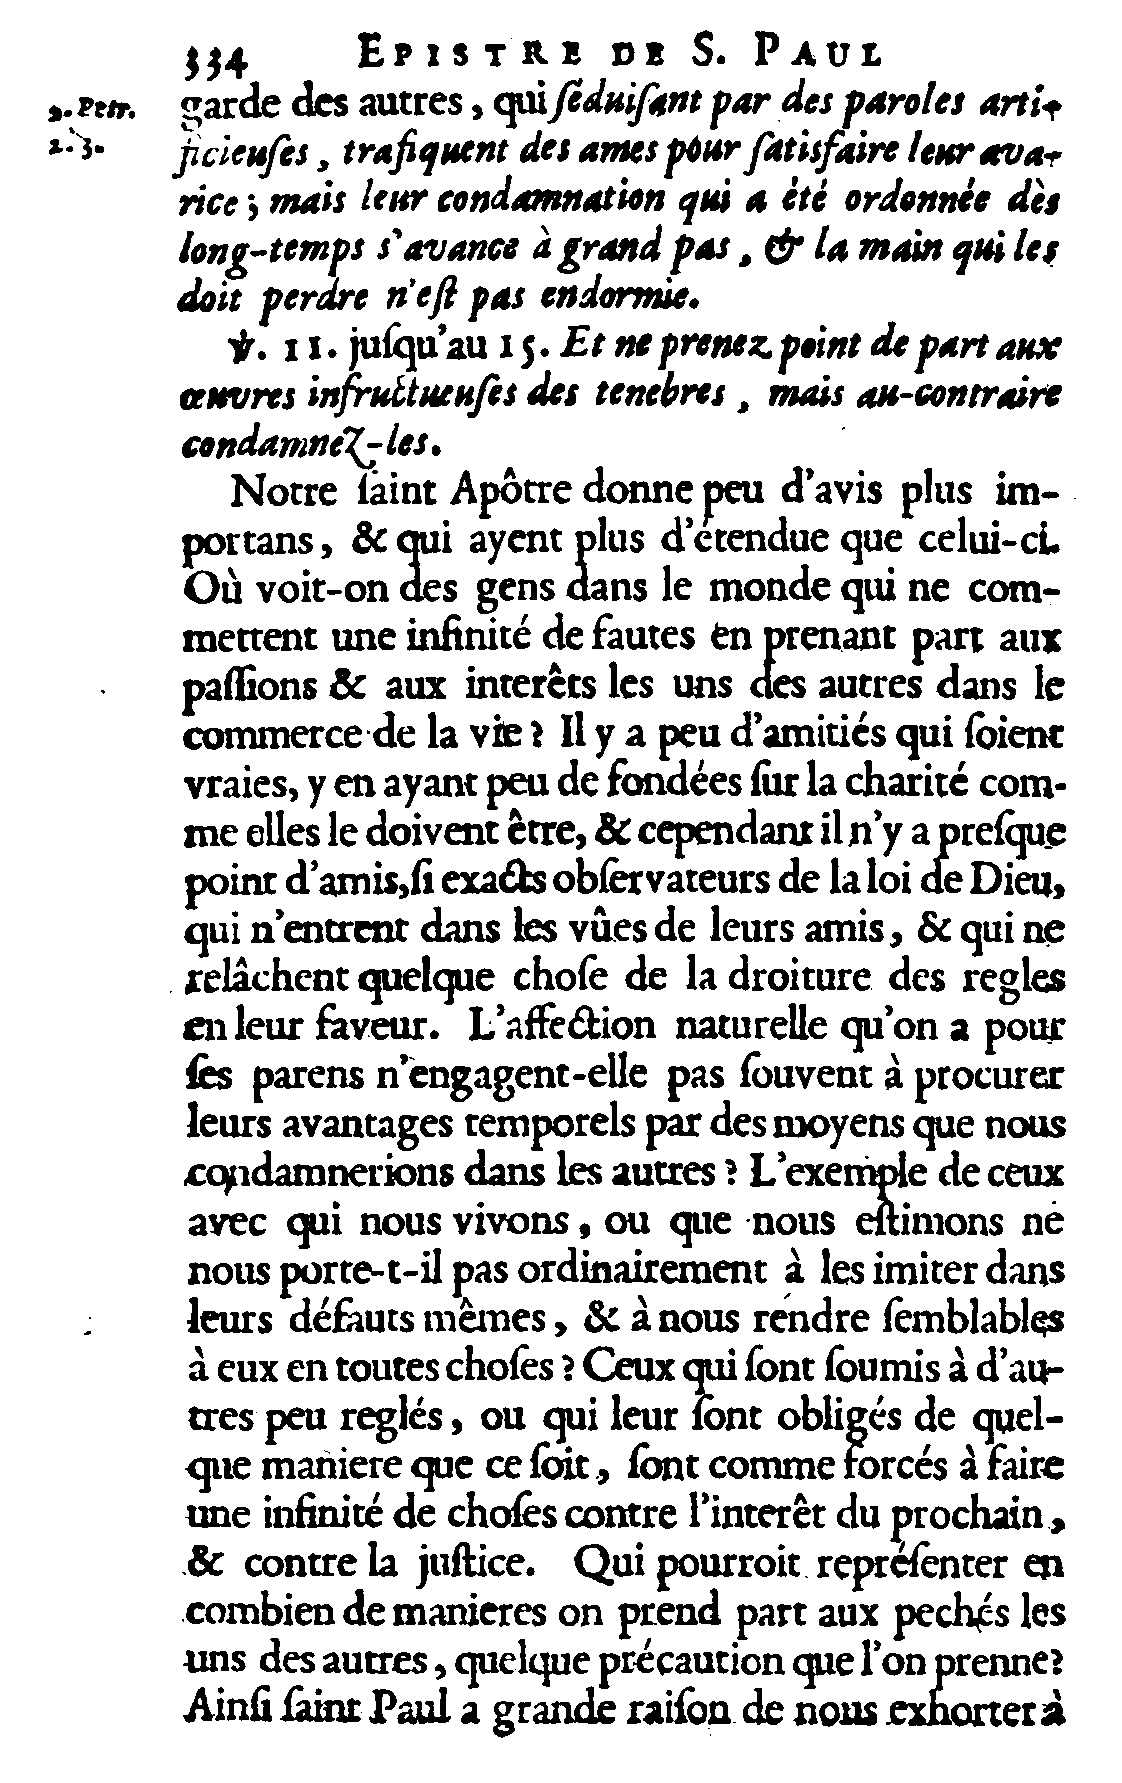 334 EPISTRE DE S. PAUL
2. Petr.
2. 3.
garde des autres, qui ſéduiſant par des paroles arti-
ficieuſes, trafiquent des ames pour ſatisfaire leur ava-
rice; mais leur condamnation qui a été ordonnée dès
long-temps s'avance à grand pas, & la main qui les
doit perdre n'eſt pas endormie.
℣. 11. juſqu'au 15. Et ne prenez point de part aux
œuvres infructueuſes des tenebres, mais au-contraire
condamnez-les.
Notre ſaint Apôtre donne peu d'avis plus im-
portans, & qui ayent plus d'étendue que celui-ci.
Où voit-on des gens dans le monde qui ne com-
mettent une infinité de fautes en prenant part aux
paſſions & aux interêts les uns des autres dans le
commerce de la vie? Il y a peu d'amitiés qui ſoient
vraies, y en ayant peu de fondées ſur la charité com-
me elles le doivent être, & cependant il n'y a preſque
point d'amis, ſi exacts obſervateurs de la loi de Dieu,
qui n'entrent dans les vûes de leurs amis, & qui ne
relâchent quelque choſe de la droiture des regles
en leur faveur. L'affection naturelle qu'on a pour
ſes parens n'engagent-elle pas ſouvent à procurer
leurs avantages temporels par des moyens que nous
condamnerions dans les autres? L'exemple de ceux
avec qui nous vivons, ou que nous eſtimons ne
nous porte-t-il pas ordinairement à les imiter dans
leurs défauts mêmes, & à nous rendre ſemblables
à eux en toutes choſes? Ceux qui ſont ſoumis à d'au-
tres peu reglés, ou qui leur ſont obligés de quel-
que maniere que ce ſoit, ſont comme forcés à faire
une infinité de choſes contre l'interêt du prochain,
& contre la juſtice. Qui pourroit repréſenter en
combien de manieres on prend part aux pechés les
uns des autres, quelque précaution que l'on prenne?
Ainſi ſaint Paul a grande raiſon de nous exhorter à